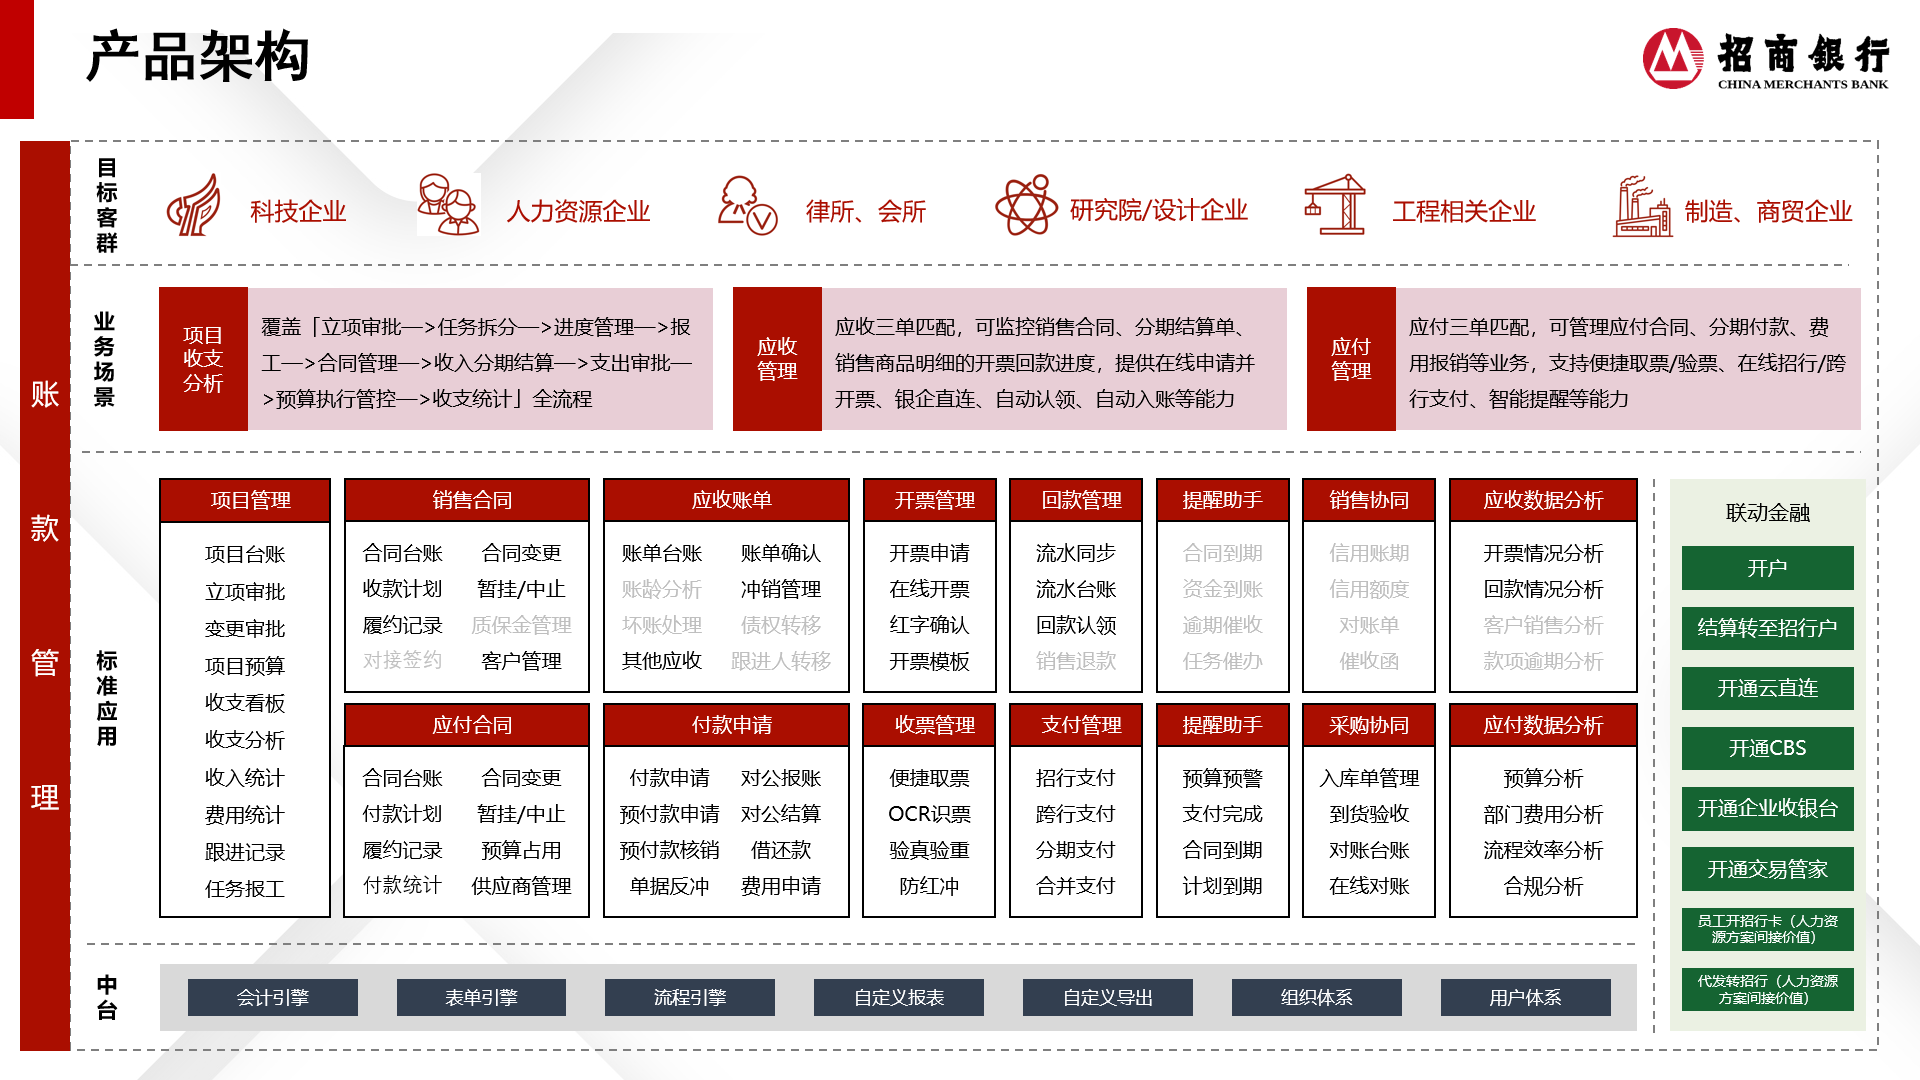 产品架构
招商银行
CHINA MERCHANTS BANK
账
款
管
理
目
标
客
群
科技企业
人力资源企业
律所、会所
研究院/设计企业
工程相关企业
制造、商贸企业
业
务
场
景
项目
收支
分析
覆盖「立项审批—>任务拆分—>进度管理—>报
工—>合同管理—>收入分期结算—>支出审批—
>预算执行管控—>收支统计」全流程
应收
管理
应收三单匹配，可监控销售合同、分期结算单、
销售商品明细的开票回款进度，提供在线申请并
开票、银企直连、自动认领、自动入账等能力
应付
管理
应付三单匹配，可管理应付合同、分期付款、费
用报销等业务，支持便捷取票/验票、在线招行/跨
行支付、智能提醒等能力
标
准
应
用
项目管理
项目台账
立项审批
变更审批
项目预算
收支看板
收支分析
收入统计
费用统计
跟进记录
任务报工
销售合同
合同台账 合同变更
收款计划 暂挂/中止
履约记录 质保金管理
对接签约 客户管理
应收账单
账单台账 账单确认
账龄分析 冲销管理
坏账处理 债权转移
其他应收 跟进人转移
开票管理
开票申请
在线开票
红字确认
开票模板
回款管理
流水同步
流水台账
回款认领
销售退款
提醒助手
合同到期
资金到账
逾期催收
任务催办
销售协同
信用账期
信用额度
对账单
催收函
应收数据分析
开票情况分析
回款情况分析
客户销售分析
款项逾期分析
应付合同
合同台账 合同变更
付款计划 暂挂/中止
履约记录 预算占用
付款统计 供应商管理
付款申请
付款申请 对公报账
预付款申请 对公结算
预付款核销 借还款
单据反冲 费用申请
收票管理
便捷取票
OCR识票
验真验重
防红冲
支付管理
招行支付
跨行支付
分期支付
合并支付
提醒助手
预算预警
支付完成
合同到期
计划到期
采购协同
入库单管理
到货验收
对账台账
在线对账
应付数据分析
预算分析
部门费用分析
流程效率分析
合规分析
联动金融
开户
结算转至招行户
开通云直连
开通CBS
开通企业收银台
开通交易管家
员工开招行卡（人力资
源方案间接价值）
代发转招行（人力资源
方案间接价值）
中
台
会计引擎
表单引擎
流程引擎
自定义报表
自定义导出
组织体系
用户体系